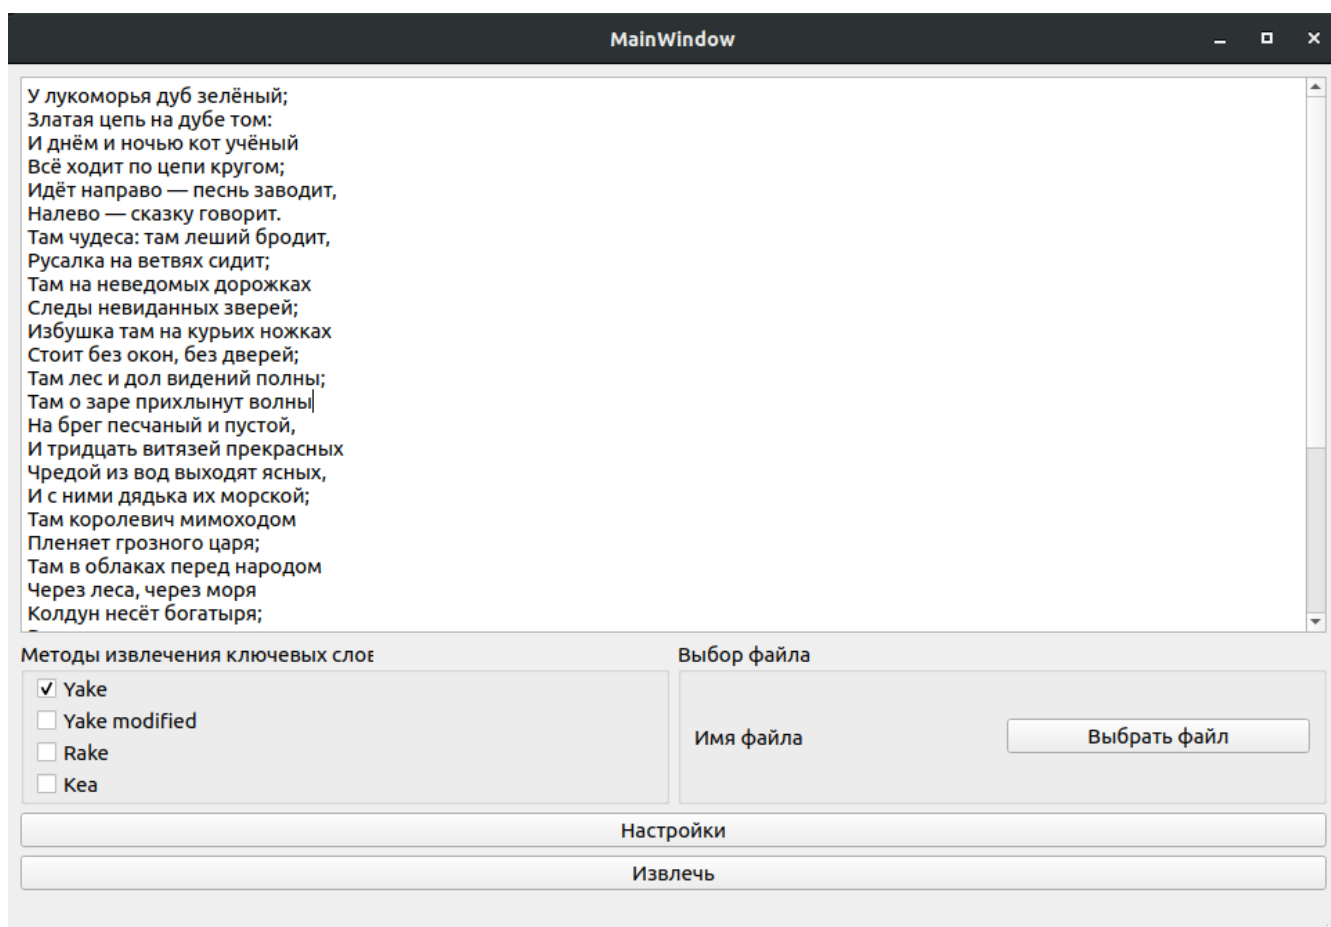 MainWindow
У лукоморья дуб зелёный;
Златая цепь на дубе том:
И днём и ночью кот учёный
Всё ходит по цепи кругом;
Идёт направо — песнь заводит,
Налево — сказку говорит.
Там чудеса: там леший бродит,
Русалка на ветвях сидит;
Там на неведомых дорожках
Следы невиданных зверей;
Избушка там на курьих ножках
Стоит без окон, без дверей;
Там лес и дол видений полны;
Там о заре прихлынут волны
На брег песчаный и пустой,
И тридцать витязей прекрасных
Чредой из вод выходят ясных,
И с ними дядька их морской;
Там королевич мимоходом
Пленяет грозного царя;
Там в облаках перед народом
Через леса, через моря
Колдун несёт богатыря;
Методы извлечения ключевых слов
Выбор файла
Yake
Yake modified
Rake
Kea
Имя файла
Выбрать файл
Настройки
Извлечь